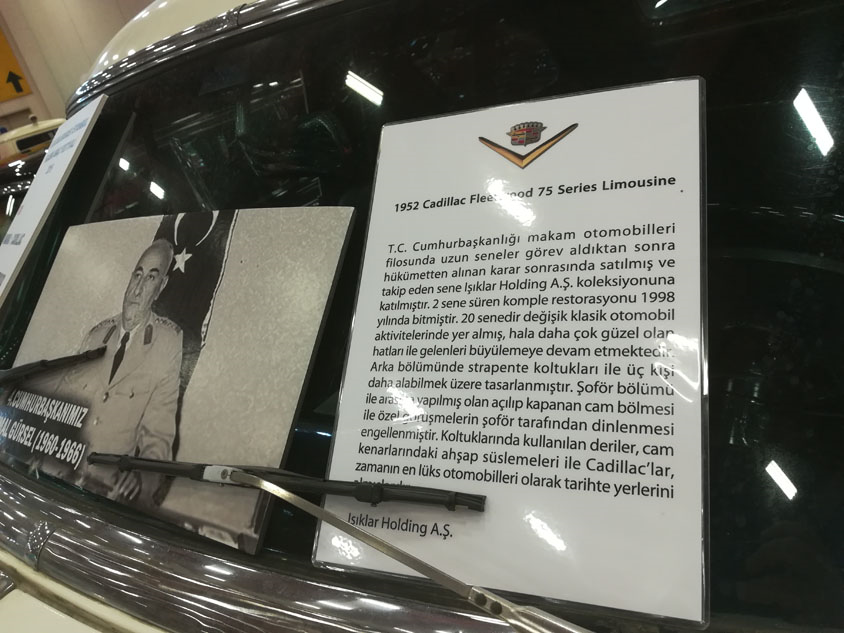 CUMHURBAŞKANIMIZ
GÜRSEL (1960-1966)
1952 Cadillac Fleetwood 75 Series Limousine
T.C. Cumhurbaşkanlığı makam otomobilleri
filosunda uzun seneler görev aldıktan sonra
hükümetten alınan karar sonrasında satılmış ve
takip eden sene Işıklar Holding A.Ş. koleksiyonuna
katılmıştır. 2 sene süren komple restorasyonu 1998
yılında bitmiştir. 20 senedir değişik klasik otomobil
aktivitelerinde yer almış, hala daha çok güzel olan
hatları ile gelenleri büyülemeye devam etmektedir.
Arka bölümünde strapente koltukları ile üç kişi
daha alabilmek üzere tasarlanmıştır. Şoför bölümü
ile arasına yapılmış olan açılıp kapanan cam bölmesi
ile özel görüşmelerin şoför tarafından dinlenmesi
engellenmiştir. Koltuklarında kullanılan deriler, cam
kenarlarındaki ahşap süslemeleri ile Cadillac'lar,
zamanın en lüks otomobilleri olarak tarihte yerlerini
Işıklar Holding A.Ş.